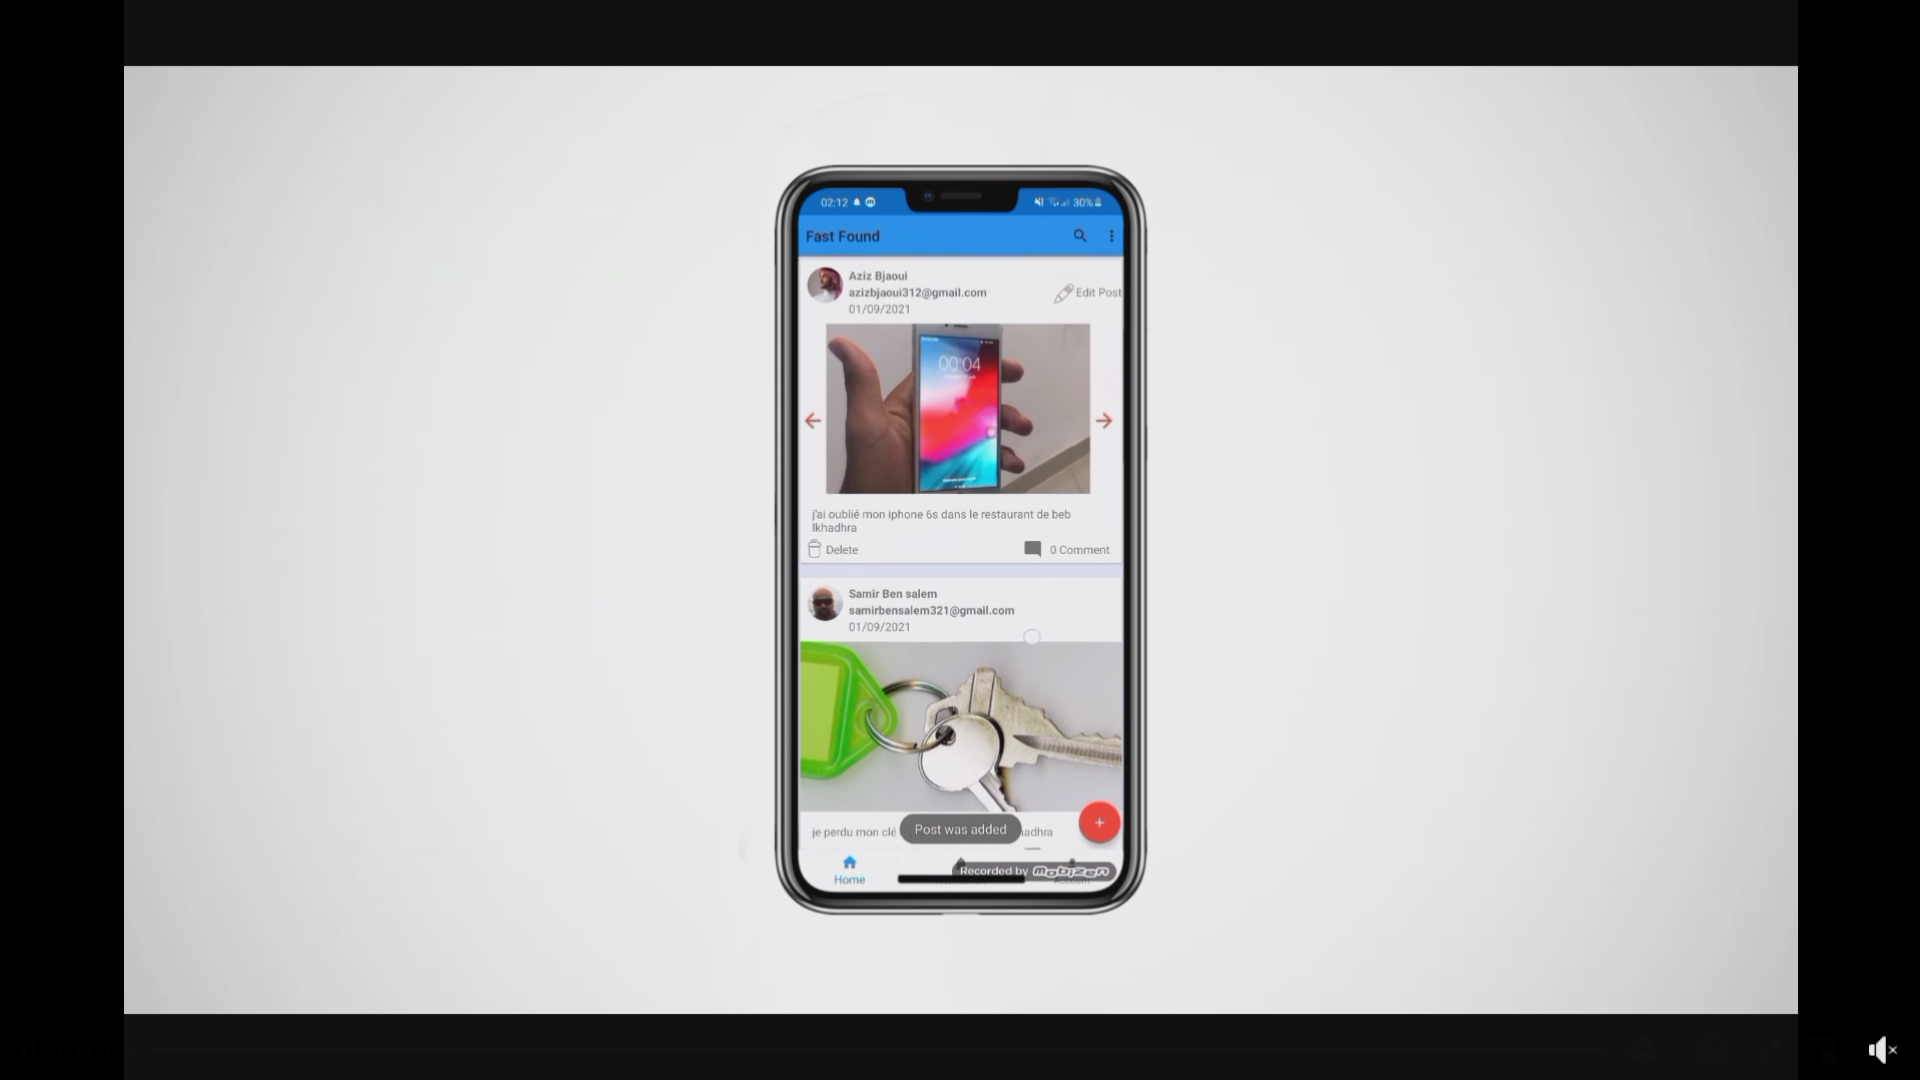 02:12
30%
Fast Found
Aziz Bjaoui
azizbjaoui312@gmail.com
01/09/2021
Edit Post
00:04
j'ai oublié mon iphone 6s dans le restaurant de beb
lkhadhra
Delete
0 Comment
Samir Ben salem
samirbensalem321@gmail.com
01/09/2021
je perdu mon clé
adhra
Post was added
+
Home
Recorded by mobizen